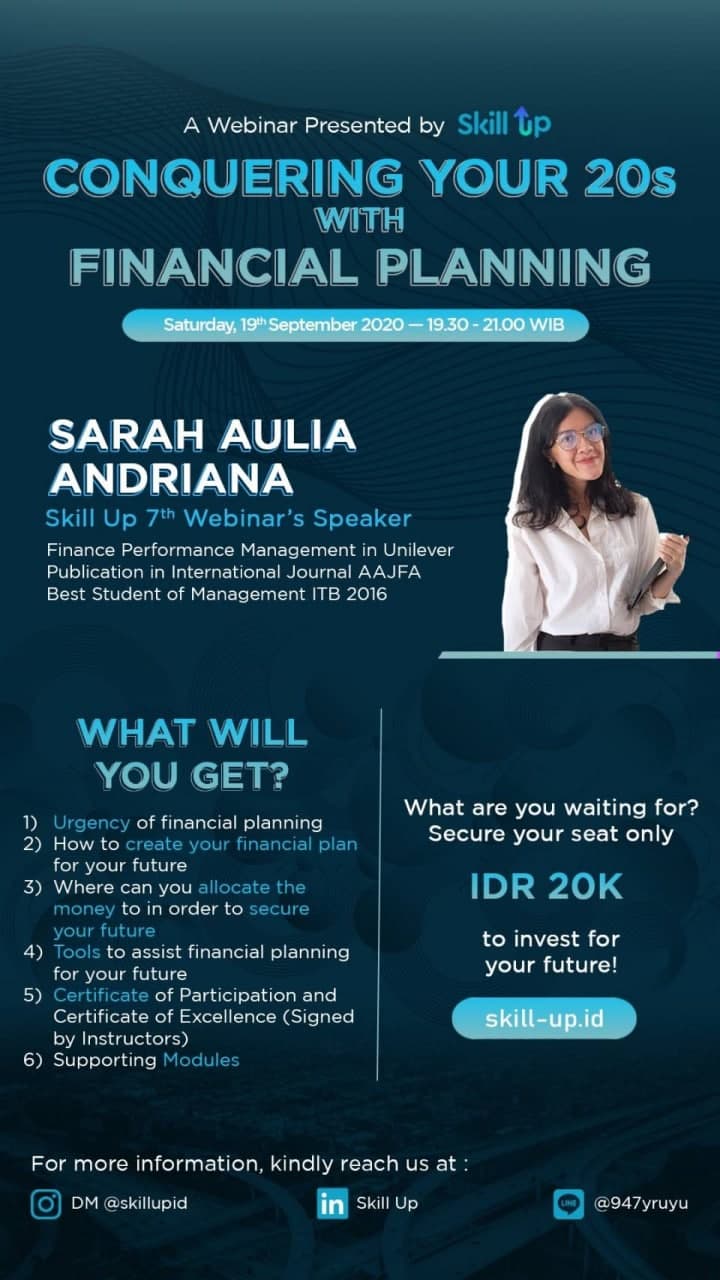 A Webinar Presented by Skill Up
CONQUERING YOUR 20s
WITH
FINANCIAL PLANNING
Saturday, 19th September 2020 — 19.30 - 21.00 WIB
SARAH AULIA
ANDRIANA
Skill Up 7th Webinar's Speaker
Finance Performance Management in Unilever
Publication in International Journal AAJFA
Best Student of Management ITB 2016
WHAT WILL
YOU GET?
1) Urgency of financial planning
2) How to create your financial plan
for your future
3) Where can you allocate the
money to in order to secure
your future
4) Tools to assist financial planning
for your future
5) Certificate of Participation and
Certificate of Excellence (Signed
by Instructors)
6) Supporting Modules
What are you waiting for?
Secure your seat only
IDR 20K
to invest for
your future!
skill-up.id
For more information, kindly reach us at :
DM @skillupid
in Skill Up
LINE @947yruyu